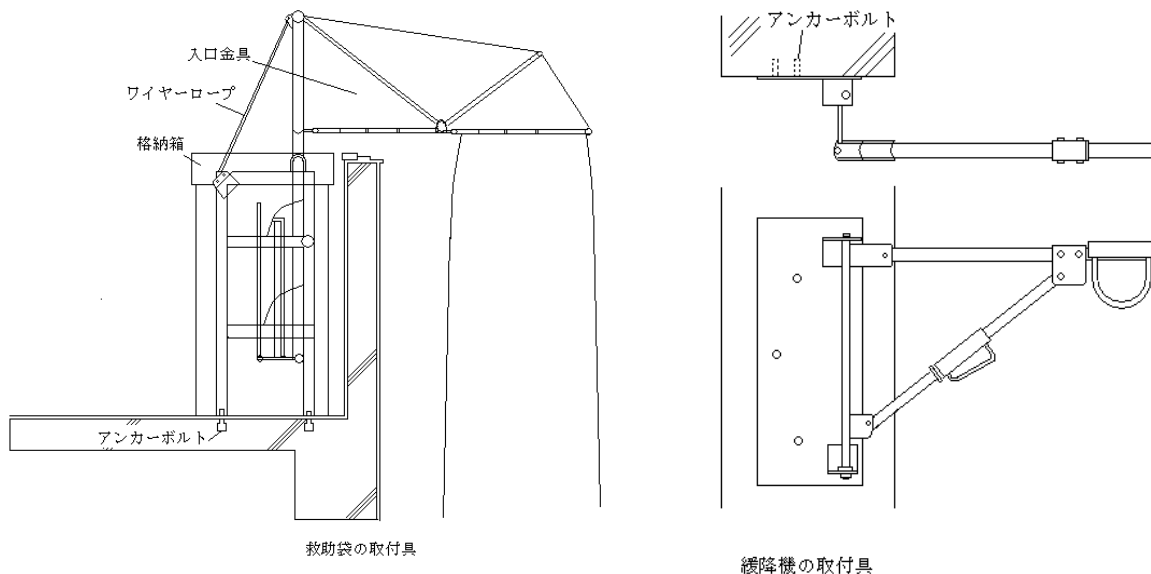 入口金具
ワイヤーロープ
格納箱
アンカーボルト
救助袋の取付具
アンカーボルト
緩降機の取付具